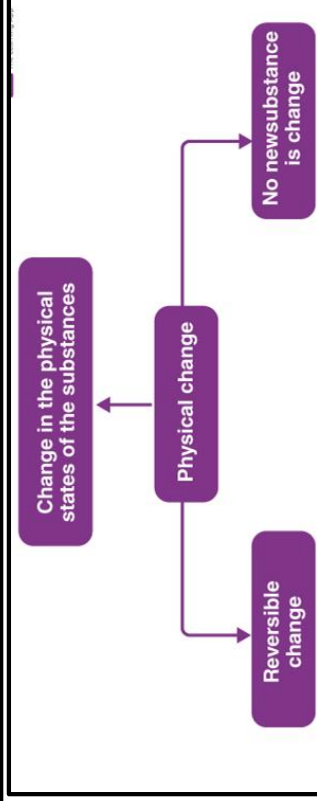 Change in the physical
states of the substances
Physical change
Reversible
change
No newsubstance
is change